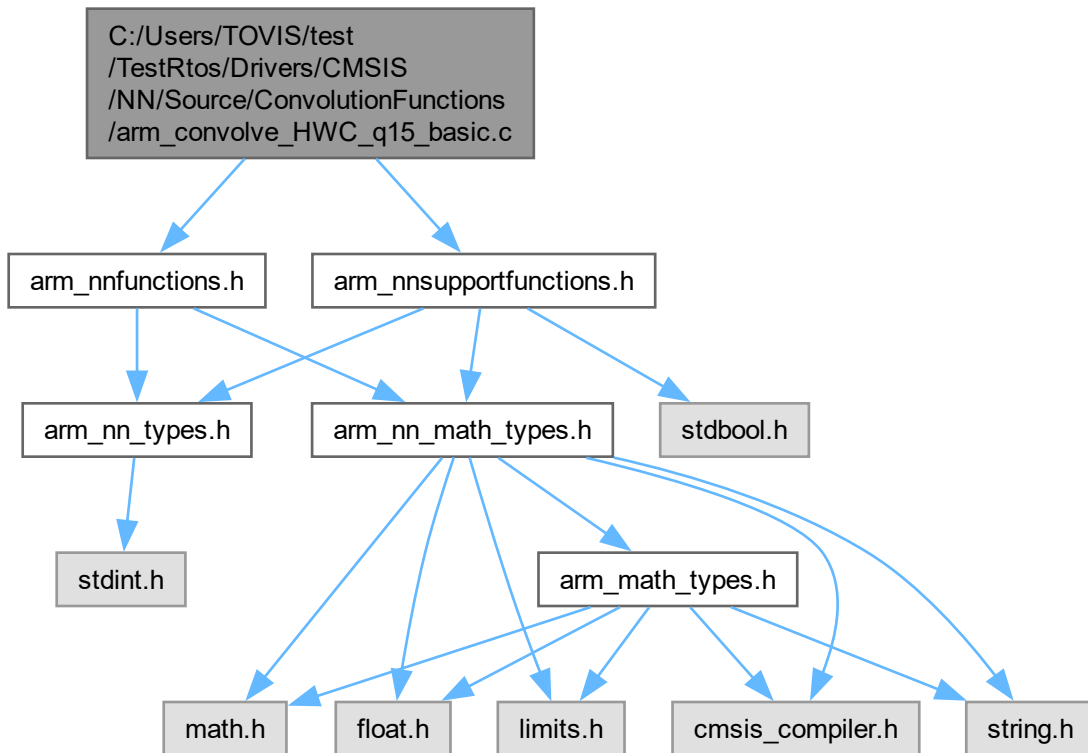 C:/Users/TOVIS/test
/TestRtos/Drivers/CMSIS
/NN/Source/ConvolutionFunctions
/arm_convolve_HWC_q15_basic.c
arm_nnfunctions.h
arm_nnsupportfunctions.h
arm_nn_types.h
arm_nn_math_types.h
stdbool.h
stdint.h
arm_math_types.h
math.h
float.h
limits.h
cmsis_compiler.h
string.h